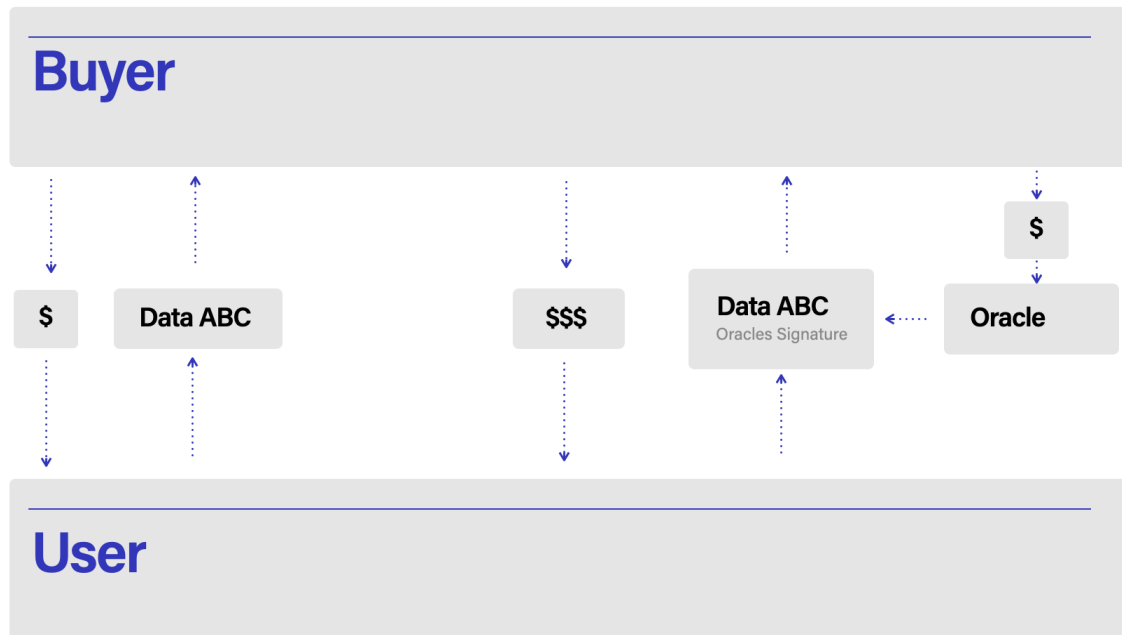 Buyer
$
$
Data ABC
$$$
Data ABC
Oracles Signature
Oracle
User